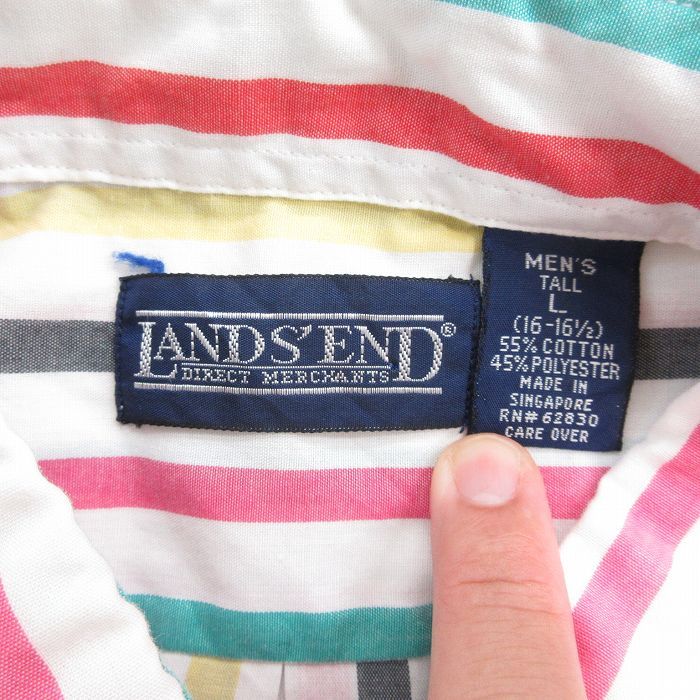 LANDS' END®
DIRECT MERCHANTS
MEN'S
TALL
L
(16-16½)
55% COTTON
45% POLYESTER
MADE IN
SINGAPORE
RN# 62830
CARE OVER